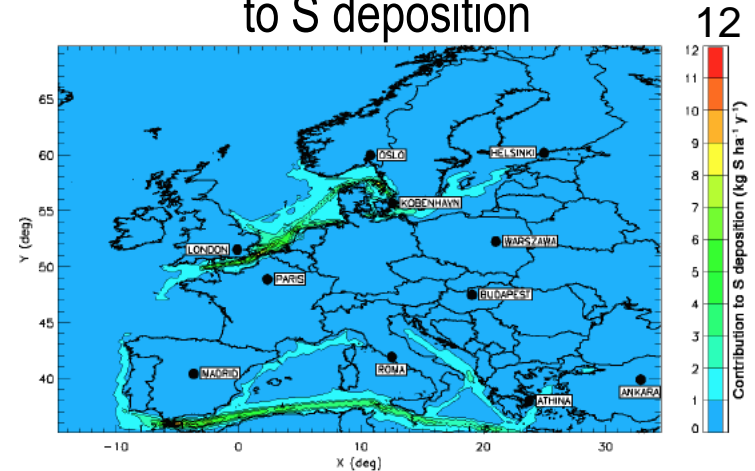 to S deposition
12
12
11
10
9
8
7
6
5
4
3
2
1
0
Contribution to S deposition (kg S ha⁻¹ y⁻¹)
65
60
55
50
45
40
Y (deg)
OSLO
HELSINKI
KOBENHAVN
LONDON
WARSZAWA
PARIS
BUDAPEST
ROMA
MADRID
ANKARA
ATHINA
-10 0 10 20 30
X (deg)